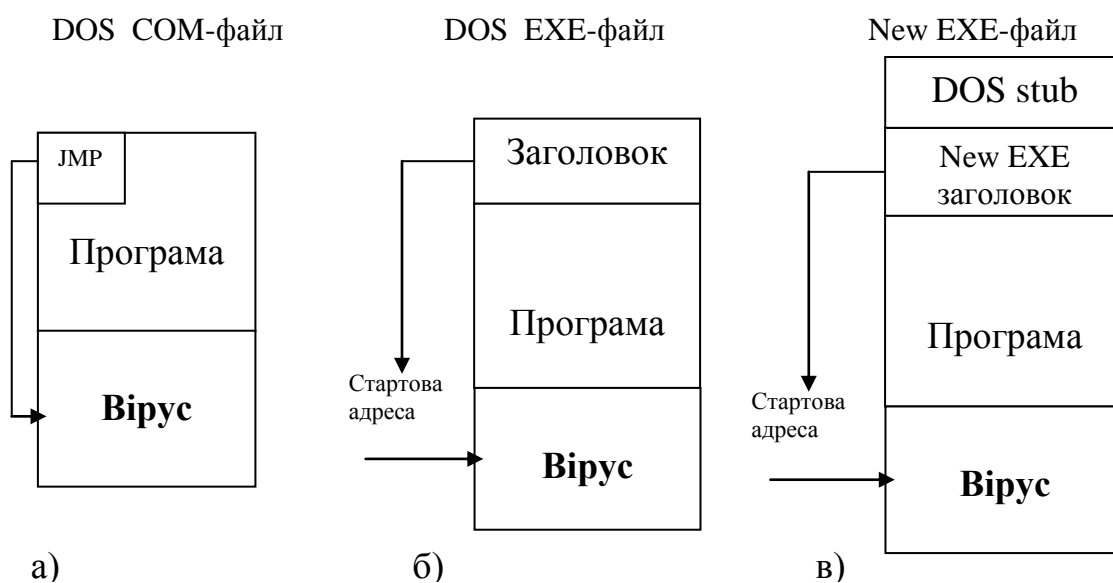 DOS COM-файл
JMP
Програма
Вірус
а)
DOS EXE-файл
Заголовок
Програма
Стартова
адреса
Вірус
б)
New EXE-файл
DOS stub
New EXE
заголовок
Програма
Стартова
адреса
Вірус
в)